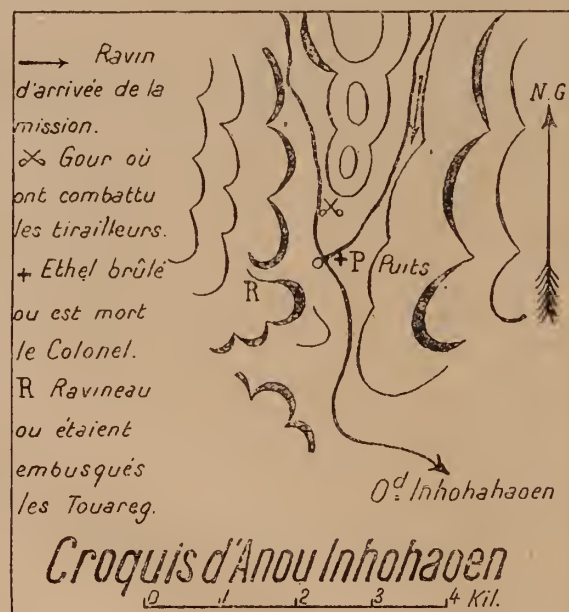 Ravin
d'arrivée de la
mission.
Gour où
ont combattu
les tirailleurs.
+ Ethel brûlé
ou est mort
le Colonel.
R Ravineau
ou étaient
embusqués
les Touareg.
N.G
P Puits
R
Od. Inhohahaoen
Croquis d'Anou Inhohaoen
0 1 2 3 4 Kil.